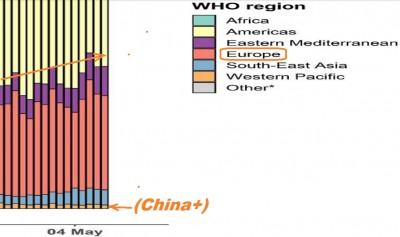 WHO region
Africa
Americas
Eastern Mediterranean
Europe
South-East Asia
Western Pacific
Other*
(China+)
04 May